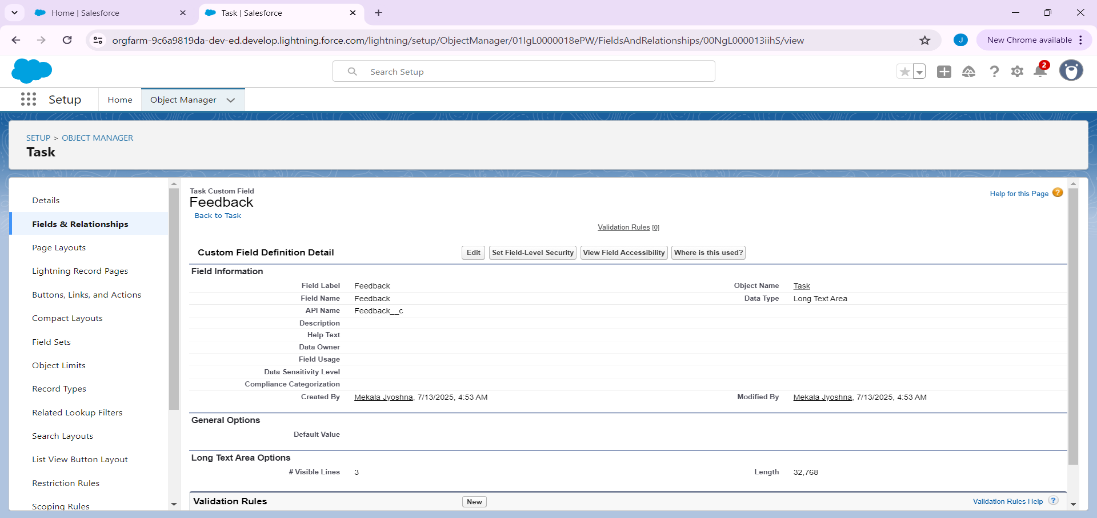 Home | Salesforce
Task | Salesforce
orgfarm-9c6a9819da-dev-ed.develop.lightning.force.com/lightning/setup/ObjectManager/01IgL0000018ePW/FieldsAndRelationships/00NgL000013iihS/view
J
New Chrome available
Search Setup
2
Setup
Home
Object Manager
SETUP > OBJECT MANAGER
Task
Details
Fields & Relationships
Page Layouts
Lightning Record Pages
Buttons, Links, and Actions
Compact Layouts
Field Sets
Object Limits
Record Types
Related Lookup Filters
Search Layouts
List View Button Layout
Restriction Rules
Scoping Rules
Task Custom Field
Feedback
Back to Task
Help for this Page ?
Validation Rules [0]
Custom Field Definition Detail
Edit Set Field-Level Security View Field Accessibility Where is this used?
Field Information
Field Label Feedback Object Name Task
Field Name Feedback Data Type Long Text Area
API Name Feedback__c
Description
Help Text
Data Owner
Field Usage
Data Sensitivity Level
Compliance Categorization
Created By Mekala Jyoshna, 7/13/2025, 4:53 AM Modified By Mekala Jyoshna, 7/13/2025, 4:53 AM
General Options
Default Value
Long Text Area Options
# Visible Lines 3 Length 32,768
Validation Rules New Validation Rules Help ?